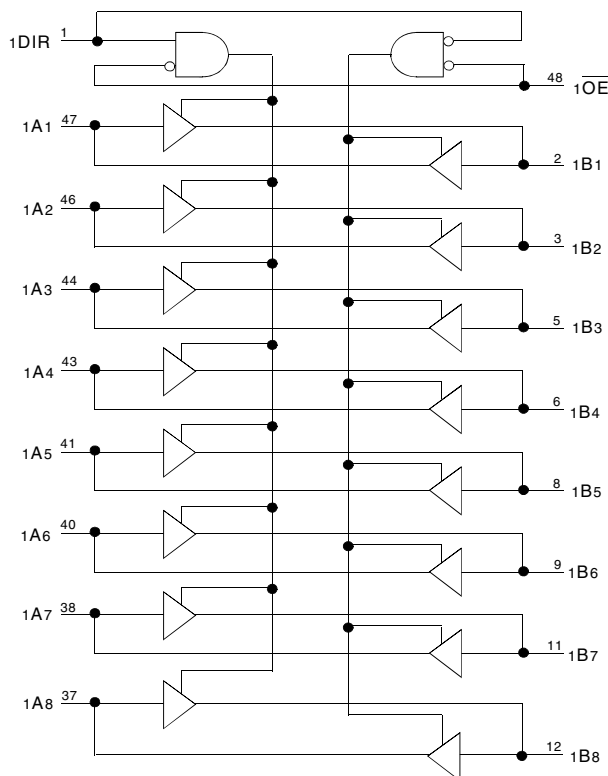 1DIR 1
48 1O̅E̅
1A1 47
2 1B1
1A2 46
3 1B2
1A3 44
5 1B3
1A4 43
6 1B4
1A5 41
8 1B5
1A6 40
9 1B6
1A7 38
11 1B7
1A8 37
12 1B8